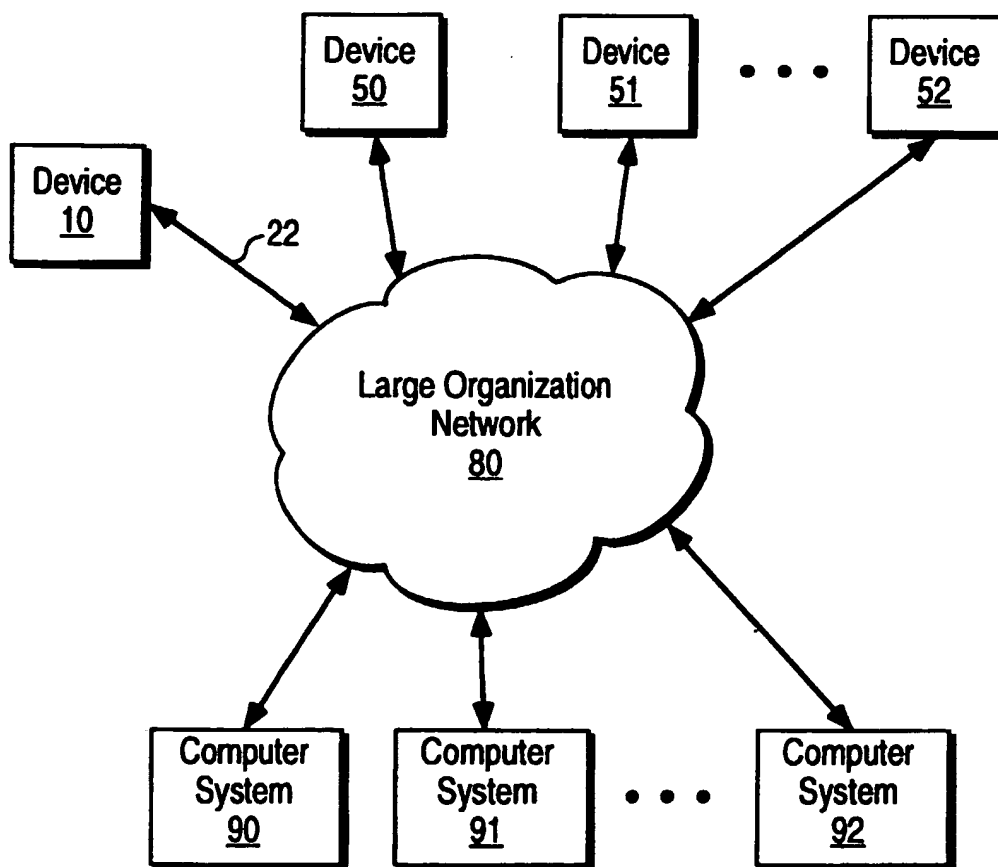 Device
50
Device
51
Device
52
Device
10
22
Large Organization
Network
80
Computer
System
90
Computer
System
91
Computer
System
92